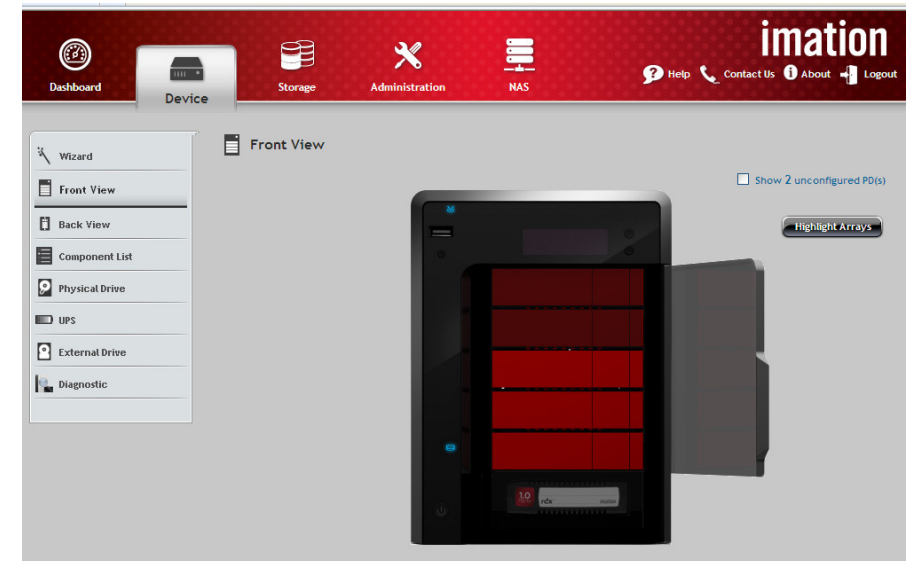 imation
Dashboard
Device
Storage
Administration
NAS
Help
Contact Us
About
Logout
Wizard
Front View
Back View
Component List
Physical Drive
UPS
External Drive
Diagnostic
Front View
Show 2 unconfigured PD(s)
Highlight Arrays
1.0
rdx